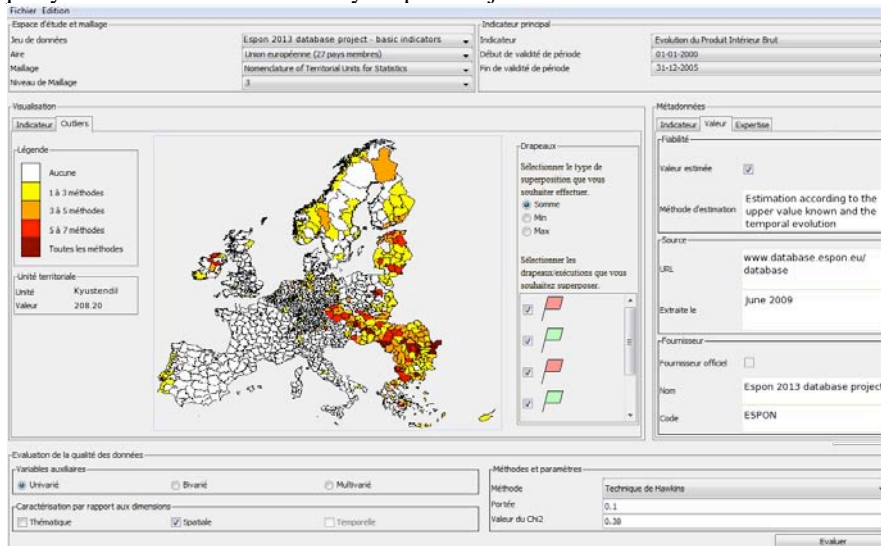 Fichier Edition
Espace d'étude et maillage
Jeu de données Espon 2013 database project - basic indicators
Aire Union européenne (27 pays membres)
Maillage Nomenclature of Territorial Units for Statistics
Niveau de Maillage 3
Indicateur principal
Indicateur Evolution du Produit Intérieur Brut
Début de validité de période 01-01-2000
Fin de validité de période 31-12-2005
Visualisation
Indicateur Outliers
Légende
Aucune
1 à 3 méthodes
3 à 5 méthodes
5 à 7 méthodes
Toutes les méthodes
Unité territoriale
Unité Kyustendil
Valeur 208.20
Drapeaux
Sélectionner le type de
superposition que vous
souhaiter effectuer.
Somme
Min
Max
Sélectionner les
drapeaux/exécutions que vous
souhaitez superposer.
Métadonnées
Indicateur Valeur Expertise
Fiabilité
Valeur estimée
Méthode d'estimation
Estimation according to the
upper value known and the
temporal evolution
Source
URL
www.database.espon.eu/
database
Extraite le June 2009
Fournisseur
Fournisseur officiel
Nom Espon 2013 database project
Code ESPON
Evaluation de la qualité des données
Variables auxiliaires
Univarié Bivarié Multivarié
Caractérisation par rapport aux dimensions
Thématique Spatiale Temporelle
Méthodes et paramètres
Méthode Technique de Hawkins
Portée 0.1
Valeur du Chi2 0.38
Evaluer